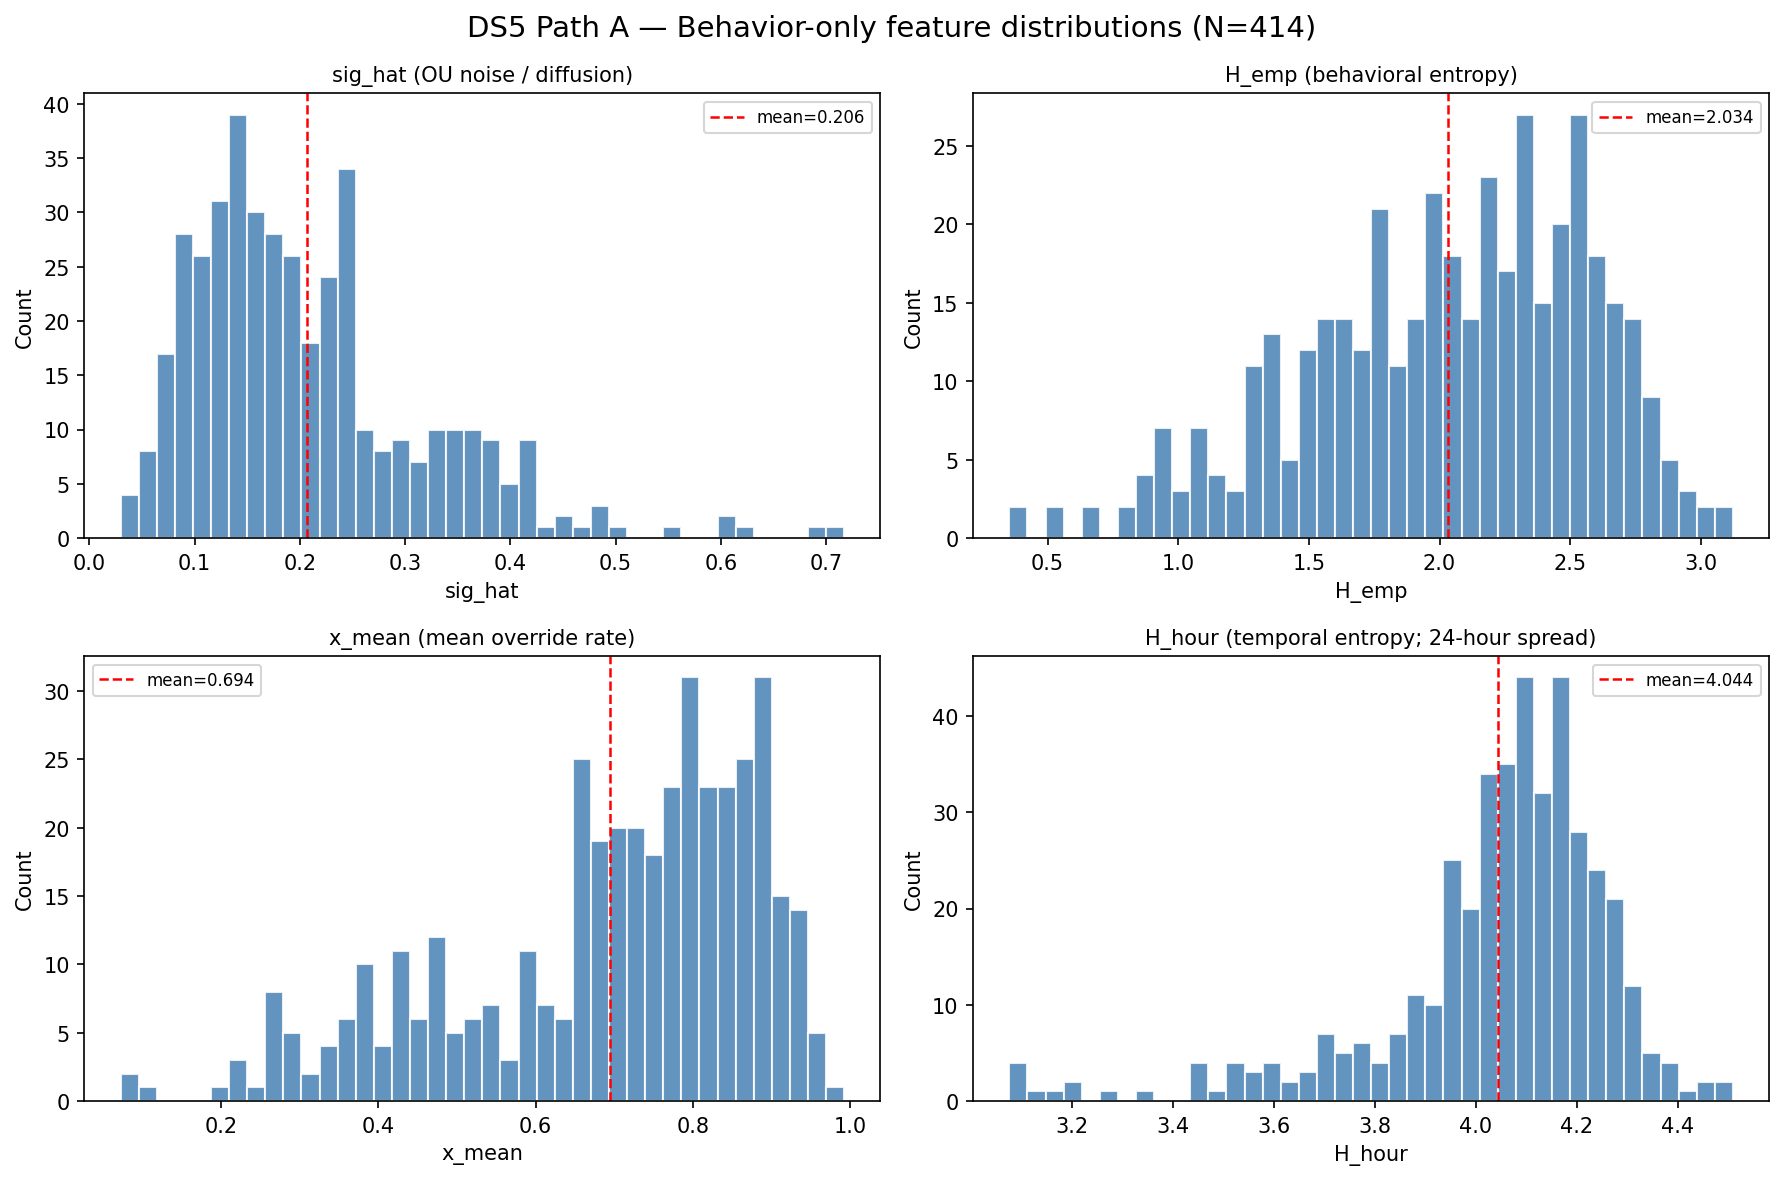 DS5 Path A — Behavior-only feature distributions (N=414)
sig_hat (OU noise / diffusion)
mean=0.206
Count
40
35
30
25
20
15
10
5
0
0.0 0.1 0.2 0.3 0.4 0.5 0.6 0.7
sig_hat
H_emp (behavioral entropy)
mean=2.034
Count
25
20
15
10
5
0
0.5 1.0 1.5 2.0 2.5 3.0
H_emp
x_mean (mean override rate)
mean=0.694
Count
30
25
20
15
10
5
0
0.2 0.4 0.6 0.8 1.0
x_mean
H_hour (temporal entropy; 24-hour spread)
mean=4.044
Count
40
30
20
10
0
3.2 3.4 3.6 3.8 4.0 4.2 4.4
H_hour